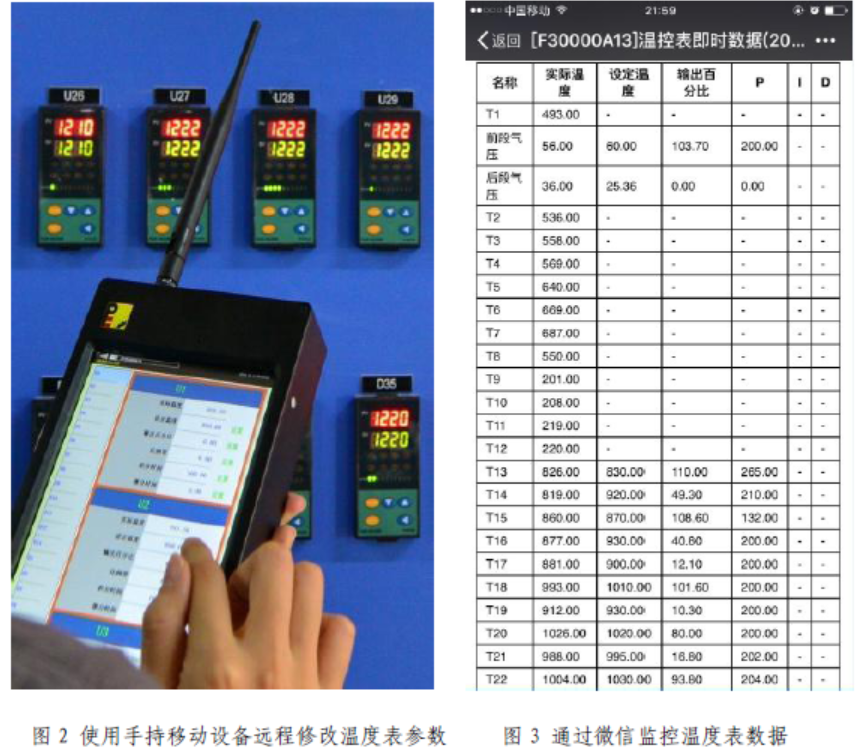 U26
U27
U28
U29
1210
1222
1222
1222
1210
1222
1222
1222
D35
1220
1220
U1
U2
U3
中国移动
21:59
返回 [F30000A13]温控表即时数据(20...
名称 实际温度 设定温度 输出百分比 P I D
T1 493.00 - - - - -
前段气压 56.00 60.00 103.70 200.00 - -
后段气压 36.00 25.36 0.00 0.00 - -
T2 536.00 - - - - -
T3 558.00 - - - - -
T4 569.00 - - - - -
T5 640.00 - - - - -
T6 669.00 - - - - -
T7 687.00 - - - - -
T8 550.00 - - - - -
T9 201.00 - - - - -
T10 208.00 - - - - -
T11 219.00 - - - - -
T12 220.00 - - - - -
T13 826.00 830.00 110.00 265.00 - -
T14 819.00 920.00 49.30 210.00 - -
T15 860.00 870.00 108.60 132.00 - -
T16 877.00 930.00 40.80 200.00 - -
T17 881.00 900.00 12.10 200.00 - -
T18 993.00 1010.00 101.60 200.00 - -
T19 912.00 930.00 10.30 200.00 - -
T20 1026.00 1020.00 80.00 200.00 - -
T21 988.00 995.00 16.80 202.00 - -
T22 1004.00 1030.00 93.80 204.00 - -
图 2 使用手持移动设备远程修改温度表参数
图 3 通过微信监控温度表数据